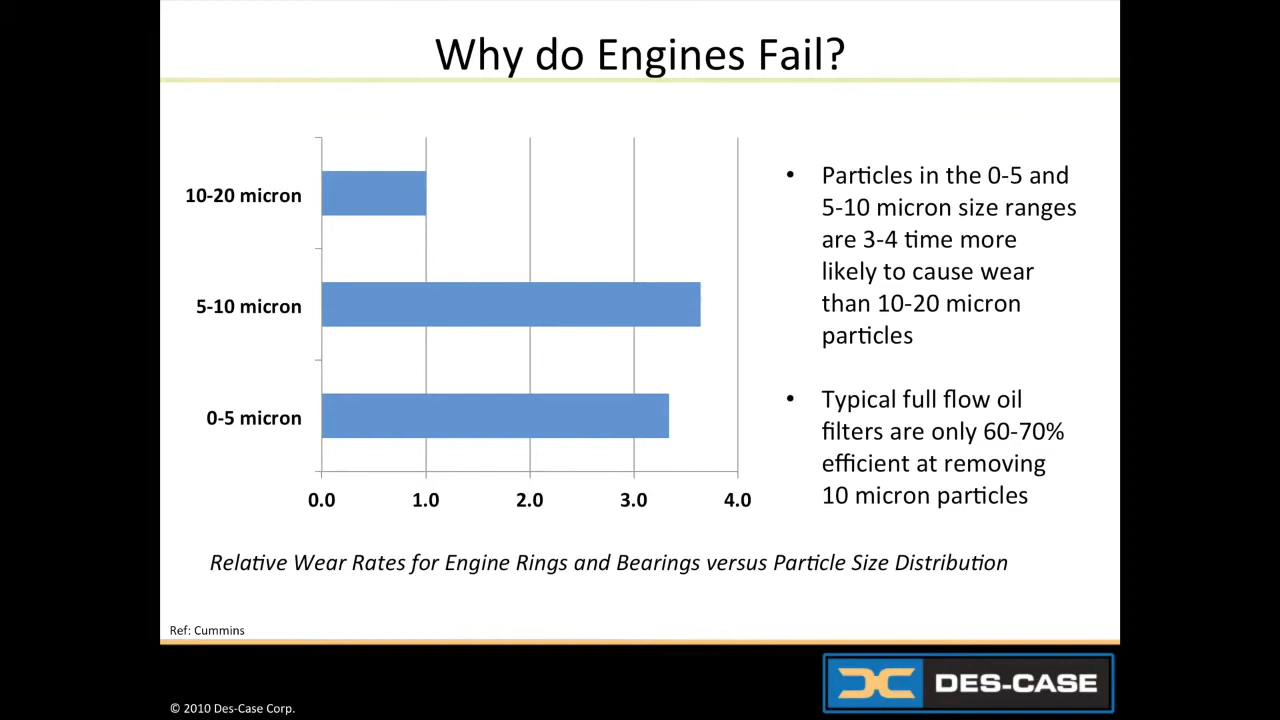 Why do Engines Fail?
10-20 micron
5-10 micron
0-5 micron
0.0 1.0 2.0 3.0 4.0
• Particles in the 0-5 and
5-10 micron size ranges
are 3-4 time more
likely to cause wear
than 10-20 micron
particles
• Typical full flow oil
filters are only 60-70%
efficient at removing
10 micron particles
Relative Wear Rates for Engine Rings and Bearings versus Particle Size Distribution
Ref: Cummins
DES-CASE
© 2010 Des-Case Corp.